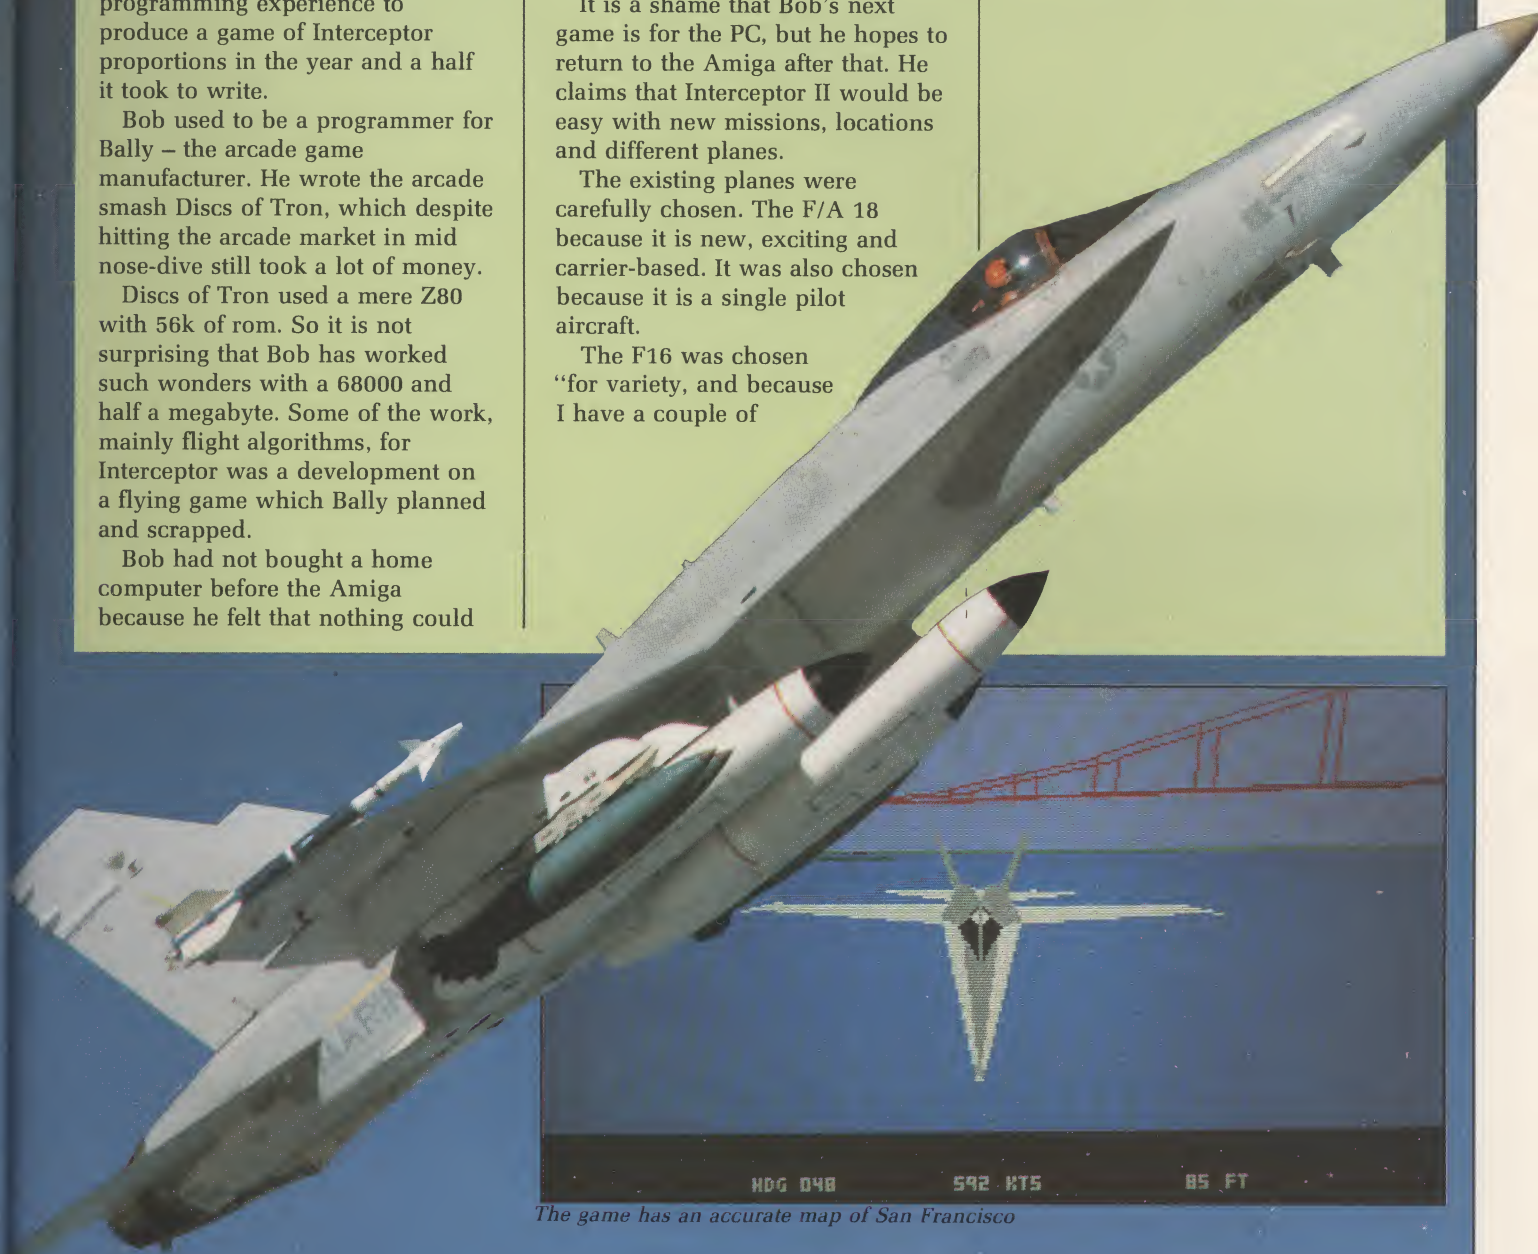 programming experience to
produce a game of Interceptor
proportions in the year and a half
it took to write.
Bob used to be a programmer for
Bally – the arcade game
manufacturer. He wrote the arcade
smash Discs of Tron, which despite
hitting the arcade market in mid
nose-dive still took a lot of money.
Discs of Tron used a mere Z80
with 56k of rom. So it is not
surprising that Bob has worked
such wonders with a 68000 and
half a megabyte. Some of the work,
mainly flight algorithms, for
Interceptor was a development on
a flying game which Bally planned
and scrapped.
Bob had not bought a home
computer before the Amiga
because he felt that nothing could
It is a shame that Bob's next
game is for the PC, but he hopes to
return to the Amiga after that. He
claims that Interceptor II would be
easy with new missions, locations
and different planes.
The existing planes were
carefully chosen. The F/A 18
because it is new, exciting and
carrier-based. It was also chosen
because it is a single pilot
aircraft.
The F16 was chosen
“for variety, and because
I have a couple of
HDG 048 592 KTS 85 FT
The game has an accurate map of San Francisco